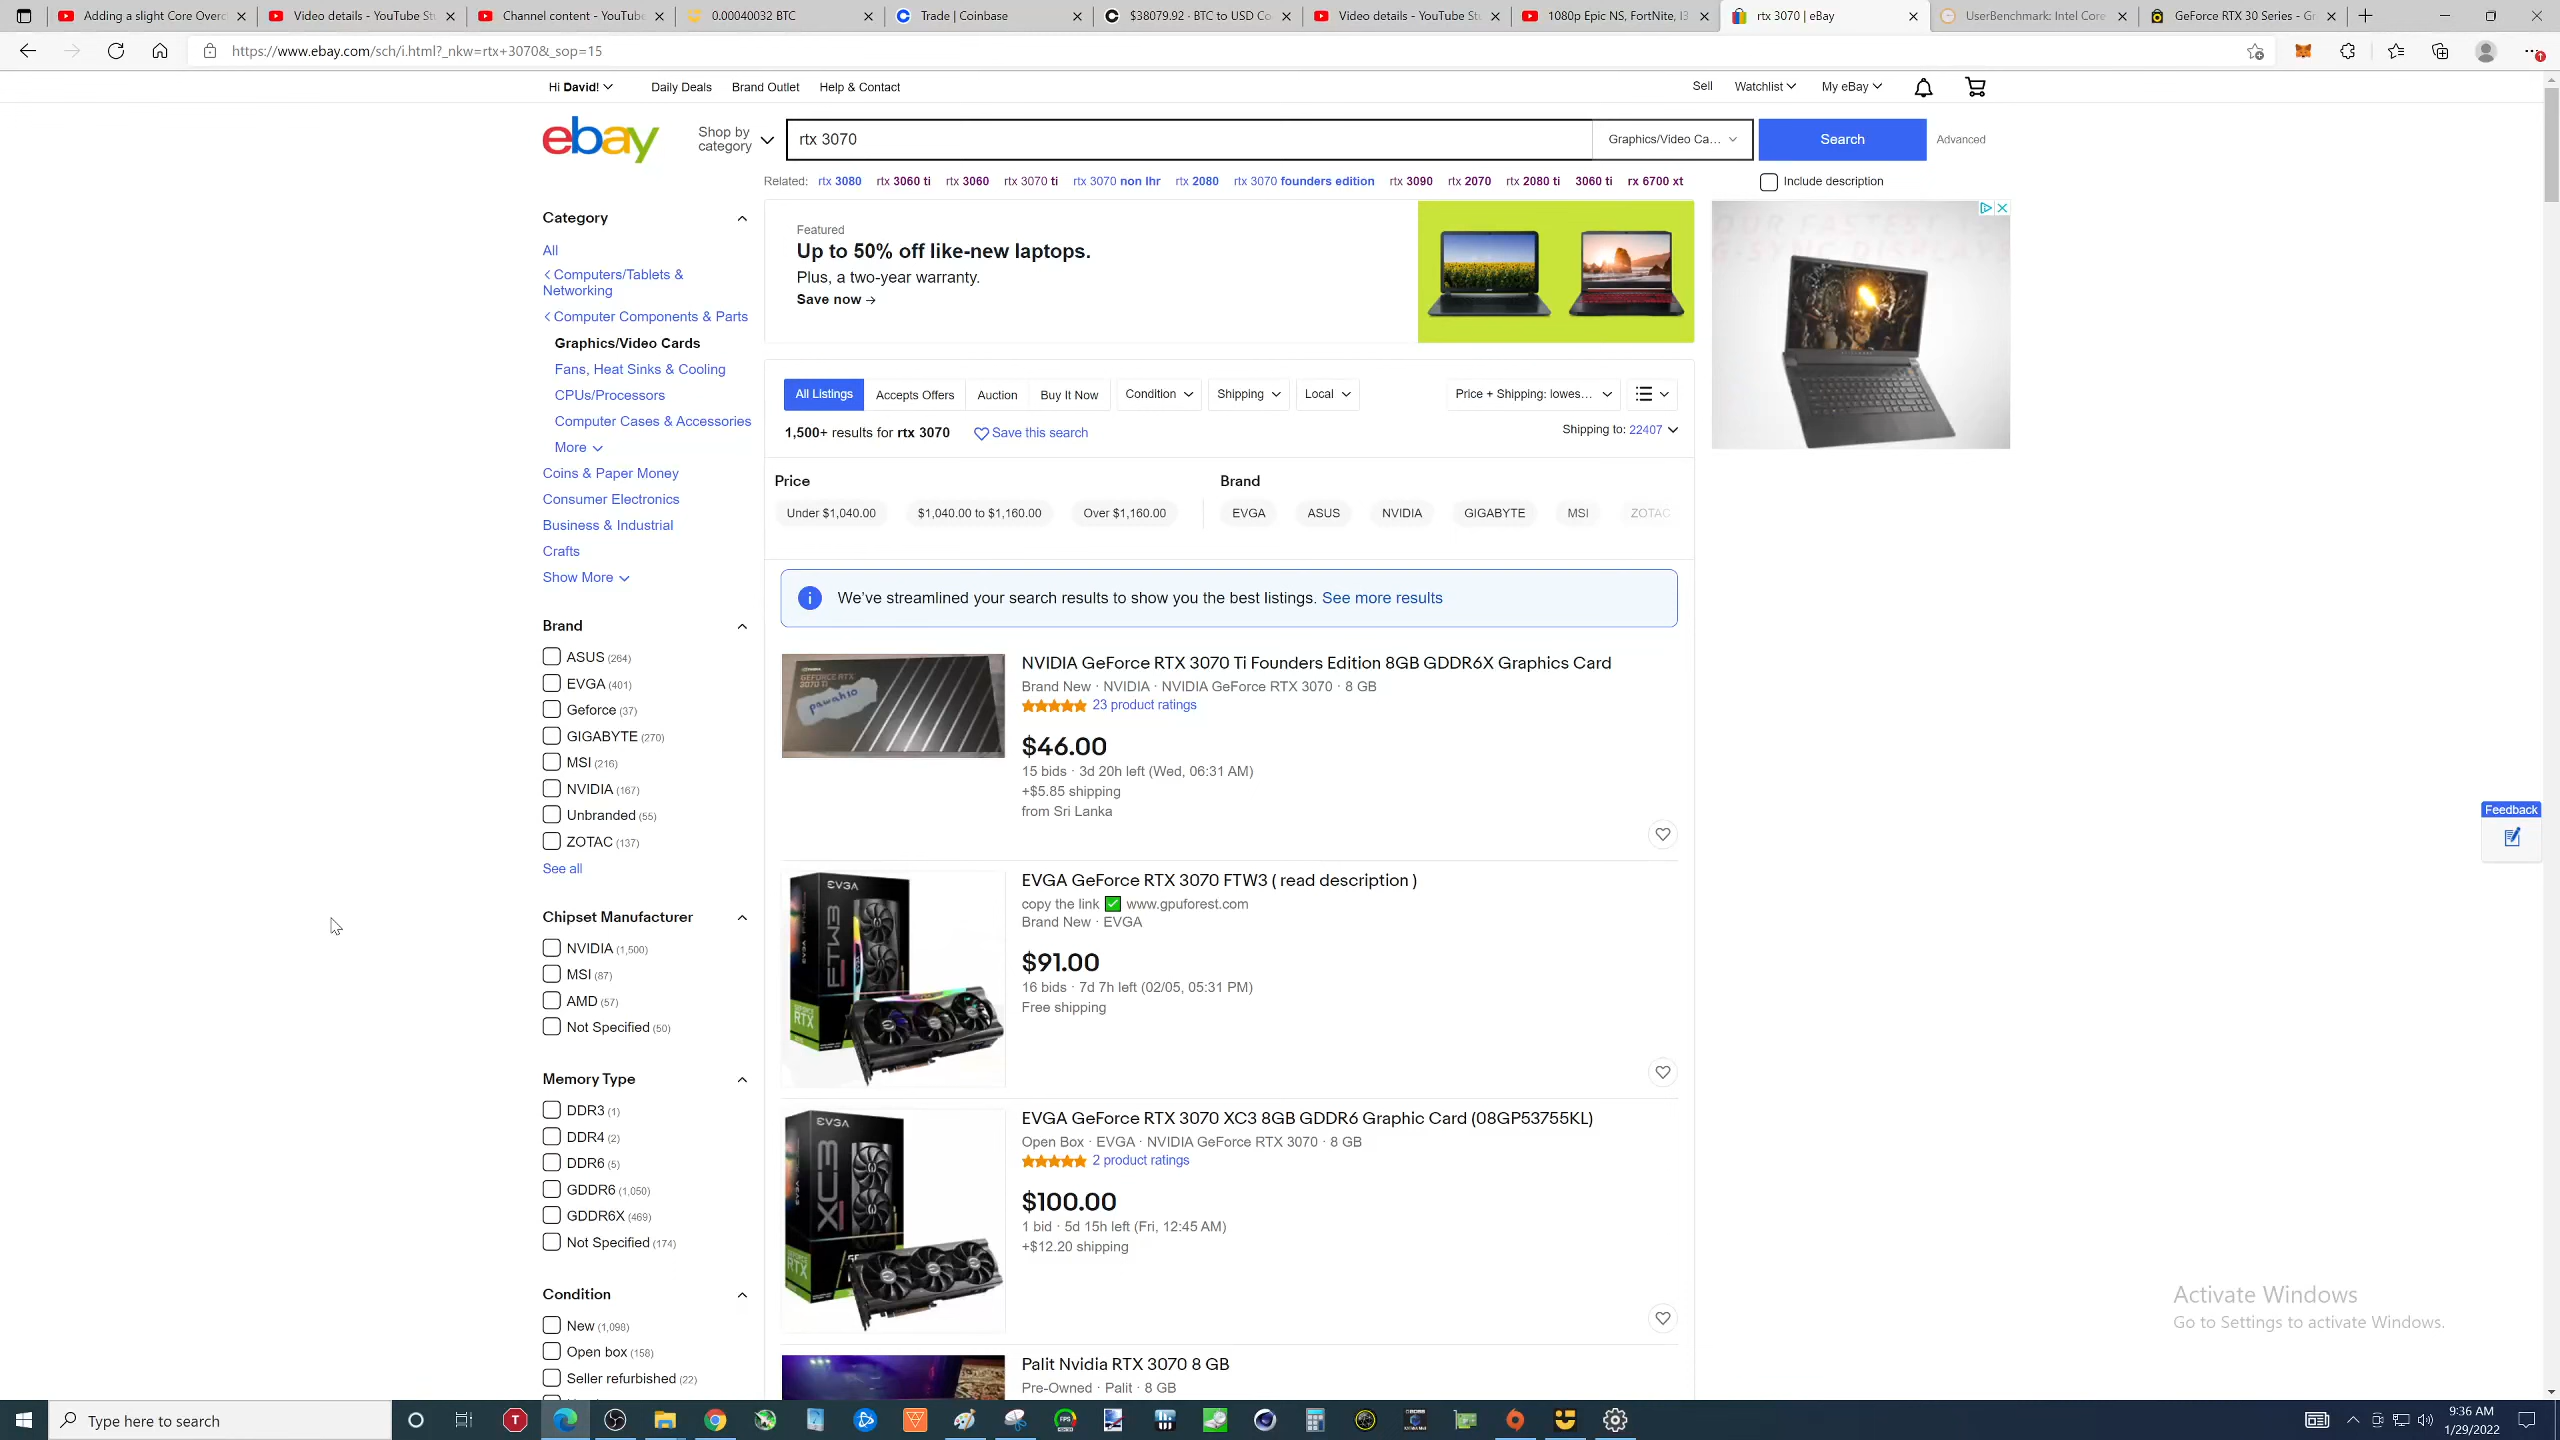 Adding a slight Core Overc
Video details - YouTube Stu
Channel content - YouTube
0.00040032 BTC
Trade | Coinbase
$38079.92 · BTC to USD Co
Video details - YouTube Stu
1080p Epic NS, FortNite, I3
rtx 3070 | eBay
UserBenchmark: Intel Core
GeForce RTX 30 Series - Gr
https://www.ebay.com/sch/i.html?_nkw=rtx+3070&_sop=15
Hi David!
Daily Deals
Brand Outlet
Help & Contact
Sell
Watchlist
My eBay
ebay
Shop by
category
rtx 3070
Graphics/Video Ca...
Search
Advanced
Related: rtx 3080 rtx 3060 ti rtx 3060 rtx 3070 ti rtx 3070 non lhr rtx 2080 rtx 3070 founders edition rtx 3090 rtx 2070 rtx 2080 ti 3060 ti rx 6700 xt
Include description
Category
All
Computers/Tablets &
Networking
Computer Components & Parts
Graphics/Video Cards
Fans, Heat Sinks & Cooling
CPUs/Processors
Computer Cases & Accessories
More
Coins & Paper Money
Consumer Electronics
Business & Industrial
Crafts
Show More
Brand
ASUS (264)
EVGA (401)
Geforce (37)
GIGABYTE (270)
MSI (216)
NVIDIA (167)
Unbranded (55)
ZOTAC (137)
See all
Chipset Manufacturer
NVIDIA (1,500)
MSI (87)
AMD (57)
Not Specified (50)
Memory Type
DDR3 (1)
DDR4 (2)
DDR6 (5)
GDDR6 (1,050)
GDDR6X (469)
Not Specified (174)
Condition
New (1,098)
Open box (158)
Seller refurbished (22)
Featured
Up to 50% off like-new laptops.
Plus, a two-year warranty.
Save now →
OUR FASTEST
G-SYNC DISPLAYS
All Listings
Accepts Offers
Auction
Buy It Now
Condition
Shipping
Local
Price + Shipping: lowes...
1,500+ results for rtx 3070
Save this search
Shipping to: 22407
Price
Under $1,040.00
$1,040.00 to $1,160.00
Over $1,160.00
Brand
EVGA
ASUS
NVIDIA
GIGABYTE
MSI
ZOTAC
We've streamlined your search results to show you the best listings. See more results
GEFORCE RTX
3070 Ti
pawah10
NVIDIA GeForce RTX 3070 Ti Founders Edition 8GB GDDR6X Graphics Card
Brand New · NVIDIA · NVIDIA GeForce RTX 3070 · 8 GB
23 product ratings
$46.00
15 bids · 3d 20h left (Wed, 06:31 AM)
+$5.85 shipping
from Sri Lanka
EVGA
FTW3
RTX
EVGA GeForce RTX 3070 FTW3 ( read description )
copy the link ✅ www.gpuforest.com
Brand New · EVGA
$91.00
16 bids · 7d 7h left (02/05, 05:31 PM)
Free shipping
EVGA
XC3
RTX
EVGA GeForce RTX 3070 XC3 8GB GDDR6 Graphic Card (08GP53755KL)
Open Box · EVGA · NVIDIA GeForce RTX 3070 · 8 GB
2 product ratings
$100.00
1 bid · 5d 15h left (Fri, 12:45 AM)
+$12.20 shipping
Palit Nvidia RTX 3070 8 GB
Pre-Owned · Palit · 8 GB
Feedback
Activate Windows
Go to Settings to activate Windows.
Type here to search
9:36 AM
1/29/2022